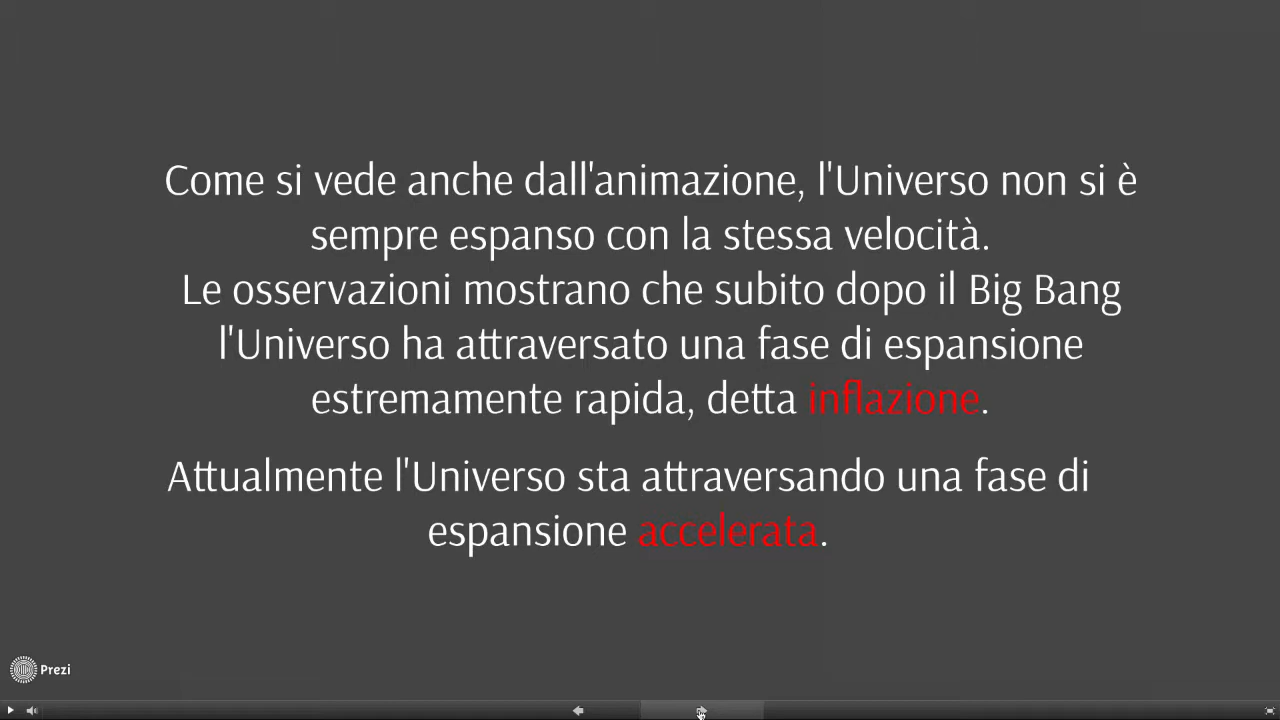 Come si vede anche dall'animazione, l'Universo non si è
sempre espanso con la stessa velocità.
Le osservazioni mostrano che subito dopo il Big Bang
l'Universo ha attraversato una fase di espansione
estremamente rapida, detta inflazione.
Attualmente l'Universo sta attraversando una fase di
espansione accelerata.
Prezi